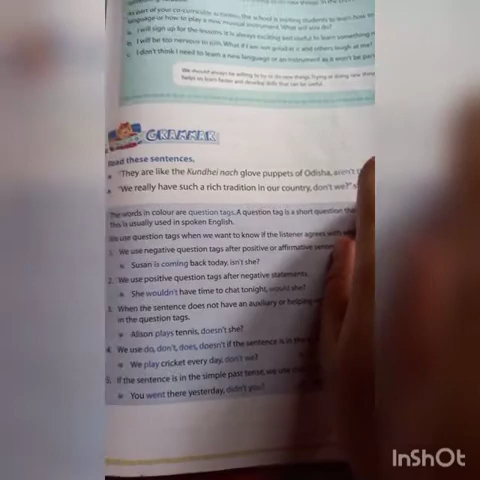 As part of your co-curricular activities, the school is inviting students to learn how to
language or how to play a new musical instrument. What will you do?
a. I will sign up for the lessons. It is always exciting and useful to learn something
b. I will be too nervous to join. What if I am not good at it and others laugh at me?
c. I don't think I need to learn a new language or an instrument as it won't be
We should always be willing to try to do new things. Trying or doing new
helps us learn faster and develop skills that can be useful.
GRAMMAR
Read these sentences.
"They are like the Kundhei nach glove puppets of Odisha, aren't
"We really have such a rich tradition in our country, don't we?"
The words in colour are question tags. A question tag is a short question
This is usually used in spoken English.
We use question tags when we want to know if the listener agrees with
1. We use negative question tags after positive or affirmative
Susan is coming back today, isn't she?
2. We use positive question tags after negative statements.
She wouldn't have time to chat tonight, would she?
3. When the sentence does not have an auxiliary or helping
in the question tags.
Alison plays tennis, doesn't she?
4. We use do, don't, does, doesn't if the sentence is in the
We play cricket every day, don't we?
5. If the sentence is in the simple past tense, we use
You went there yesterday, didn't you?
InShOt